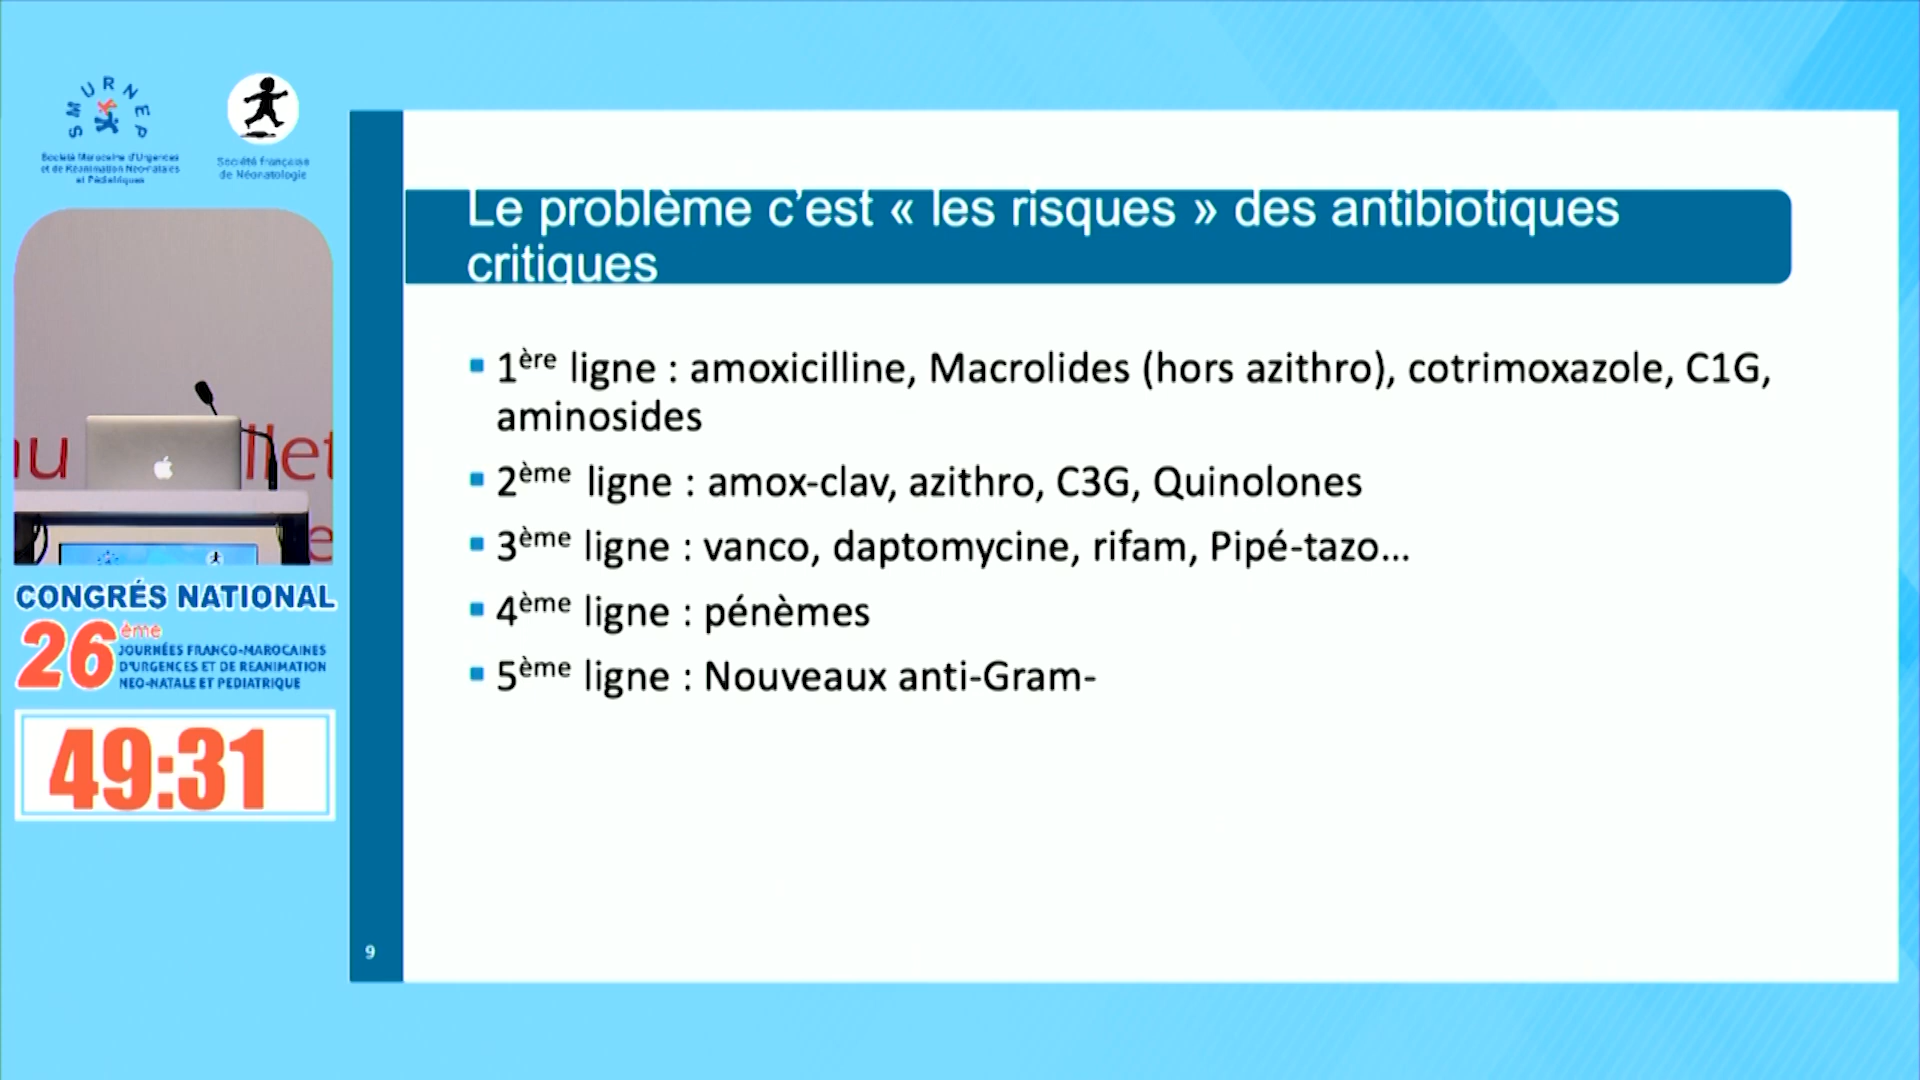 SMURNEP
Société Marocaine d'Urgences
et de Réanimation Néo-natales
et Pédiatriques
Société française
de Néonatologie
Le problème c'est « les risques » des antibiotiques
critiques
1ère ligne : amoxicilline, Macrolides (hors azithro), cotrimoxazole, C1G,
aminosides
2ème ligne : amox-clav, azithro, C3G, Quinolones
3ème ligne : vanco, daptomycine, rifam, Pipé-tazo...
4ème ligne : pénèmes
5ème ligne : Nouveaux anti-Gram-
9
CONGRÉS NATIONAL
26ème
JOURNÉES FRANCO-MAROCAINES
D'URGENCES ET DE REANIMATION
NEO-NATALE ET PEDIATRIQUE
49:31